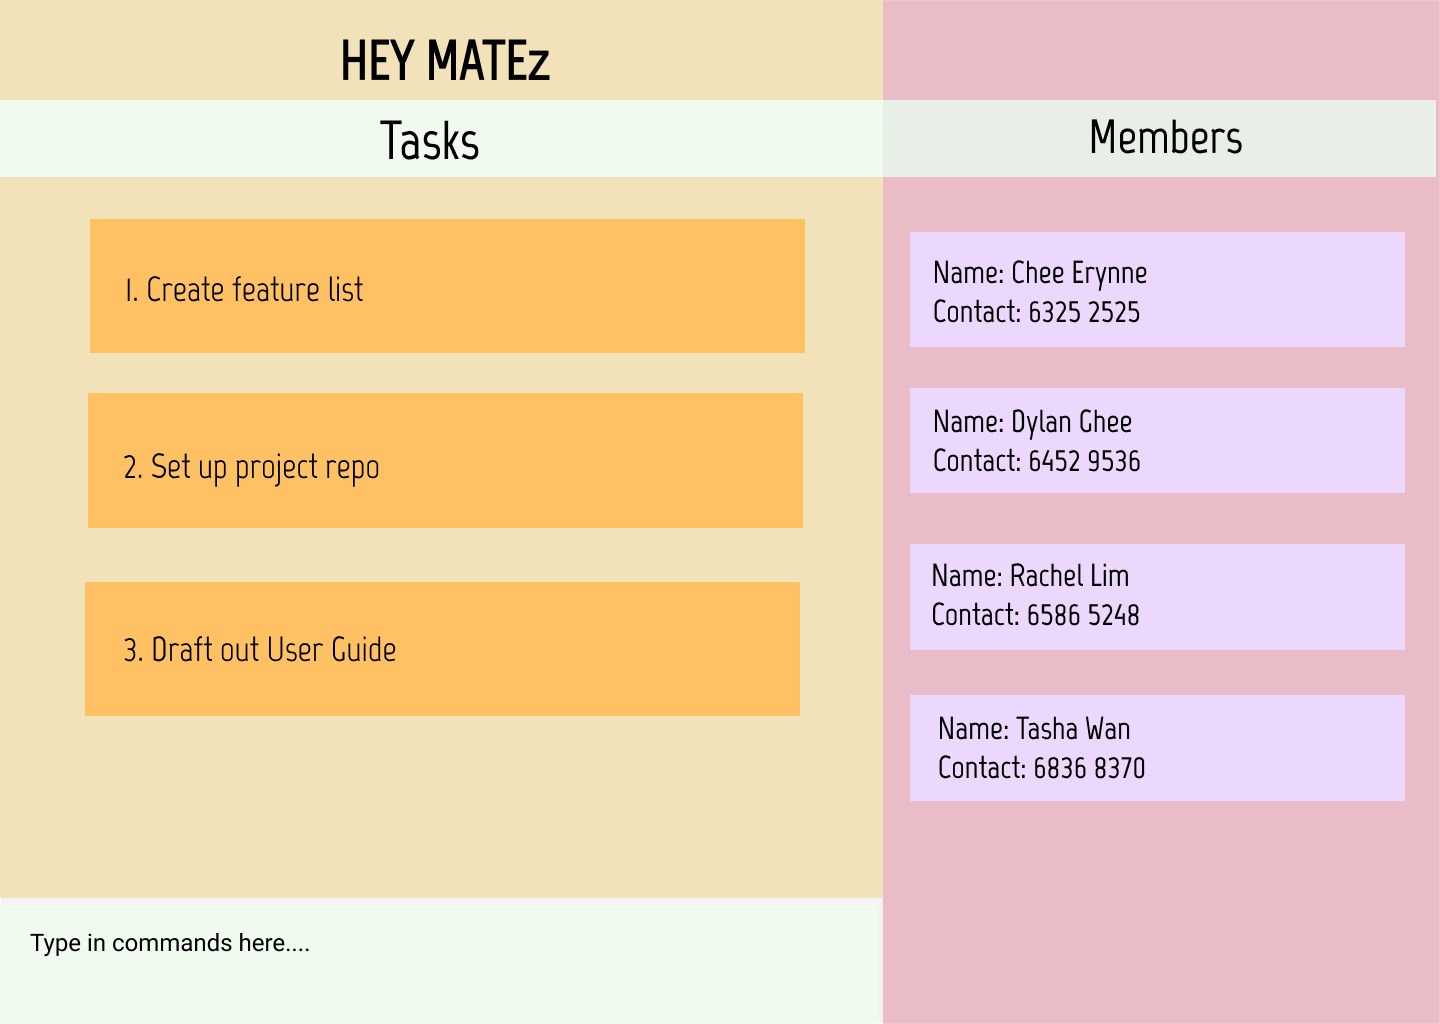 HEY MATEz
Tasks
1. Create feature list
2. Set up project repo
3. Draft out User Guide
Type in commands here....
Members
Name: Chee Erynne
Contact: 6325 2525
Name: Dylan Ghee
Contact: 6452 9536
Name: Rachel Lim
Contact: 6586 5248
Name: Tasha Wan
Contact: 6836 8370